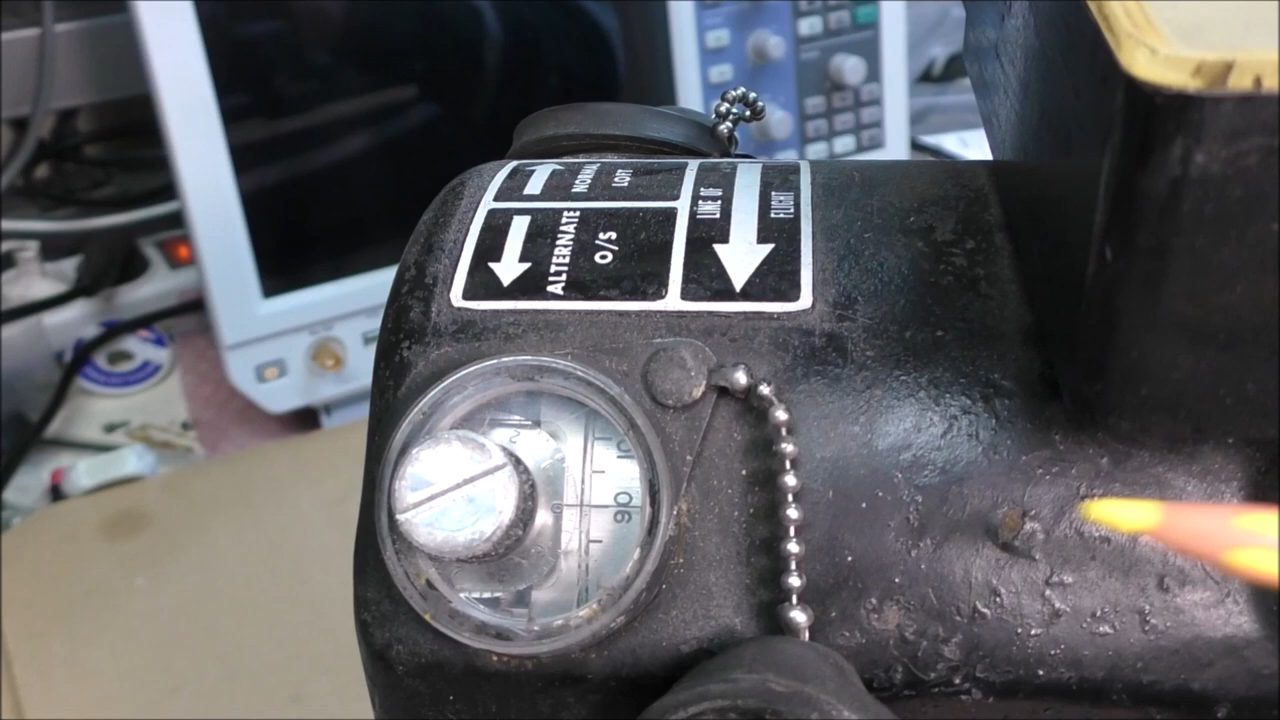 NORMAL
LOFT
ALTERNATE
O/S
LINE OF
FLIGHT
90